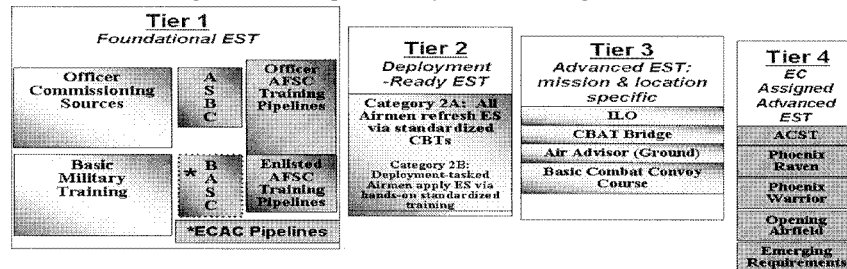 Tier 1
Foundational EST
Officer
Commissioning
Sources
A
S
B
C
Officer
AFSC
Training
Pipelines
Basic
Military
Training
*
B
A
S
C
Enlisted
AFSC
Training
Pipelines
*ECAC Pipelines
Tier 2
Deployment
-Ready EST
Category 2A: All
Airmen refresh ES
via standardized
CBTs
Category 2B:
Deployment-tasked
Airmen apply ES via
hands-on standardized
training
Tier 3
Advanced EST:
mission & location
specific
ILO
CBAT Bridge
Air Advisor (Ground)
Basic Combat Convoy
Course
Tier 4
EC
Assigned
Advanced
EST
ACST
Phoenix
Raven
Phoenix
Warrior
Opening
Airfield
Emerging
Requirements